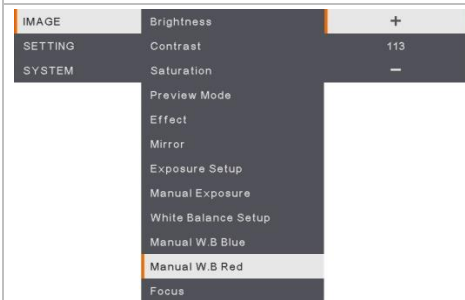 IMAGE
SETTING
SYSTEM
Brightness
Contrast
Saturation
Preview Mode
Effect
Mirror
Exposure Setup
Manual Exposure
White Balance Setup
Manual W.B Blue
Manual W.B Red
Focus
+
113
−